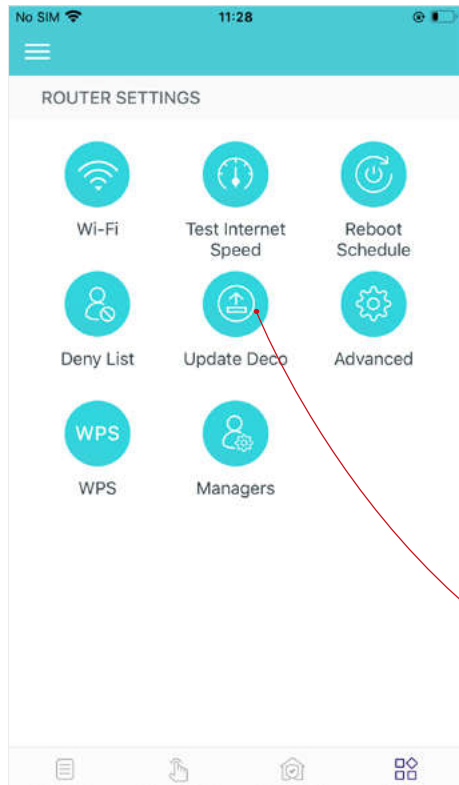 No SIM 11:28
ROUTER SETTINGS
Wi-Fi
Test Internet
Speed
Reboot
Schedule
Deny List
Update Deco
Advanced
WPS
WPS
Managers